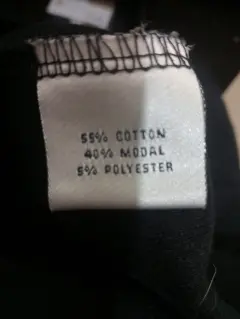 55% COTTON
40% MODAL
5% POLYESTER